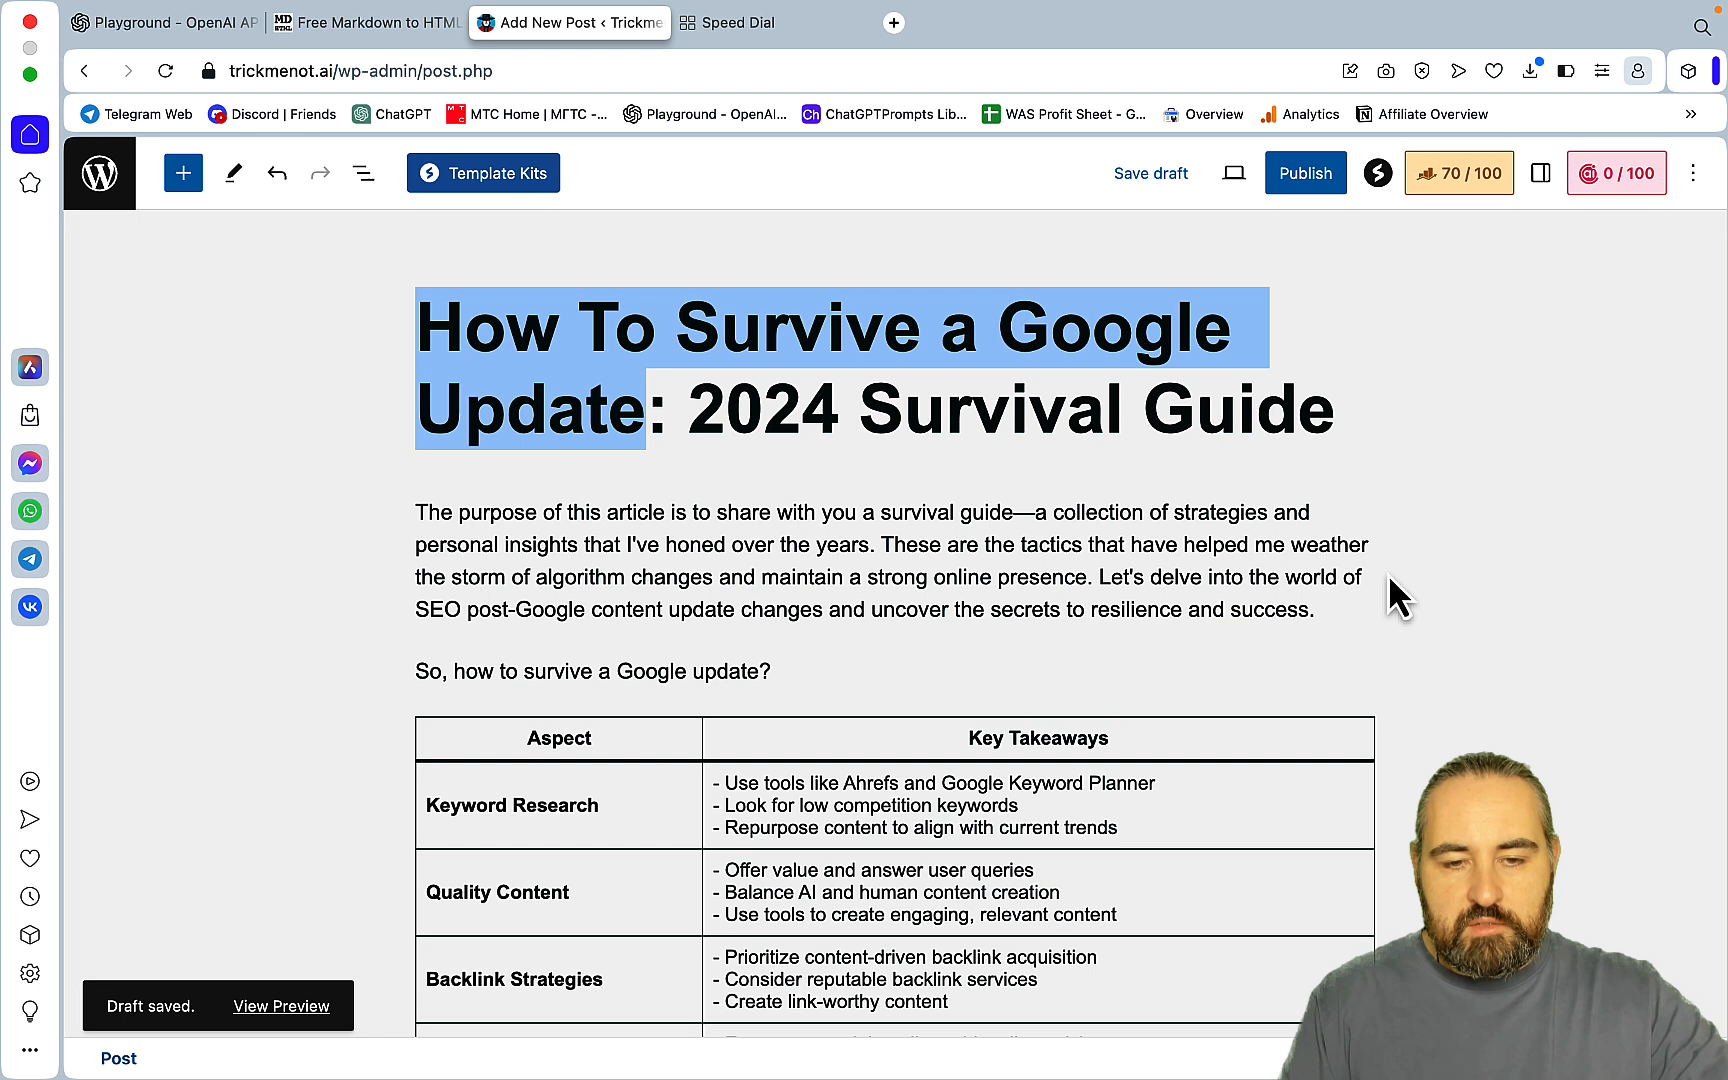 Playground - OpenAI AP
MD
HTML
Free Markdown to HTML
Add New Post ‹ Trickme
Speed Dial
trickmenot.ai/wp-admin/post.php
Telegram Web
Discord | Friends
ChatGPT
МТС Home | МГТС -...
Playground - OpenAI...
Ch
ChatGPTPrompts Lib...
WAS Profit Sheet - G...
Overview
Analytics
Affiliate Overview
Template Kits
Save draft
Publish
70 / 100
ai
0 / 100
How To Survive a Google
Update: 2024 Survival Guide
The purpose of this article is to share with you a survival guide—a collection of strategies and
personal insights that I've honed over the years. These are the tactics that have helped me weather
the storm of algorithm changes and maintain a strong online presence. Let's delve into the world of
SEO post-Google content update changes and uncover the secrets to resilience and success.
So, how to survive a Google update?
Aspect
Key Takeaways
Keyword Research
- Use tools like Ahrefs and Google Keyword Planner
- Look for low competition keywords
- Repurpose content to align with current trends
Quality Content
- Offer value and answer user queries
- Balance AI and human content creation
- Use tools to create engaging, relevant content
Backlink Strategies
- Prioritize content-driven backlink acquisition
- Consider reputable backlink services
- Create link-worthy content
Draft saved.
View Preview
Post